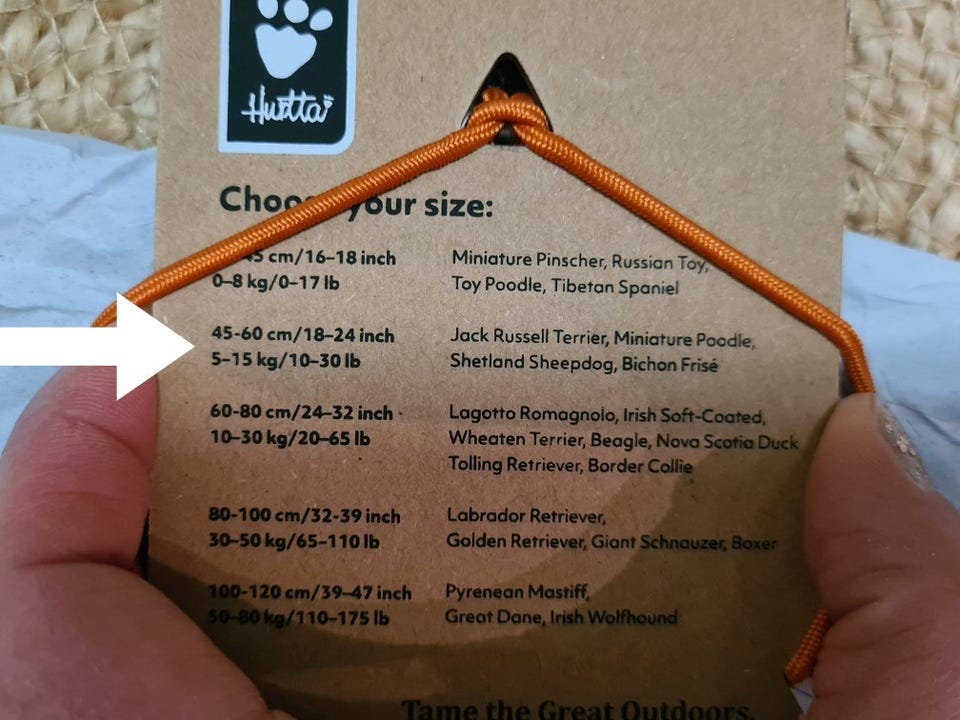 Hurtta
your size:
45 cm/16–18 inch
0–8 kg/0–17 lb
Miniature Pinscher, Russian Toy,
Toy Poodle, Tibetan Spaniel
45-60 cm/18–24 inch
5–15 kg/10–30 lb
Jack Russell Terrier, Miniature Poodle,
Shetland Sheepdog, Bichon Frisé
60-80 cm/24–32 inch
10–30 kg/20–65 lb
Lagotto Romagnolo, Irish Soft-Coated,
Wheaten Terrier, Beagle, Nova Scotia Duck
Tolling Retriever, Border Collie
80-100 cm/32-39 inch
30–50 kg/65–110 lb
Labrador Retriever,
Golden Retriever, Giant Schnauzer, Boxer
100-120 cm/39–47 inch
50–80 kg/110–175 lb
Pyrenean Mastiff,
Great Dane, Irish Wolfhound
Tame the Great Outdoors.